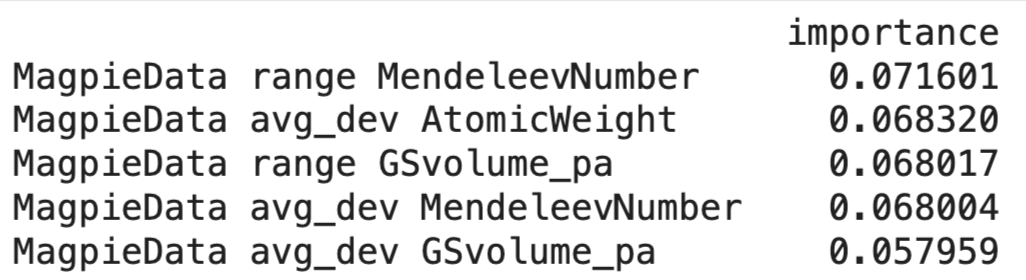 importance
MagpieData range MendeleevNumber 0.071601
MagpieData avg_dev AtomicWeight 0.068320
MagpieData range GSvolume_pa 0.068017
MagpieData avg_dev MendeleevNumber 0.068004
MagpieData avg_dev GSvolume_pa 0.057959